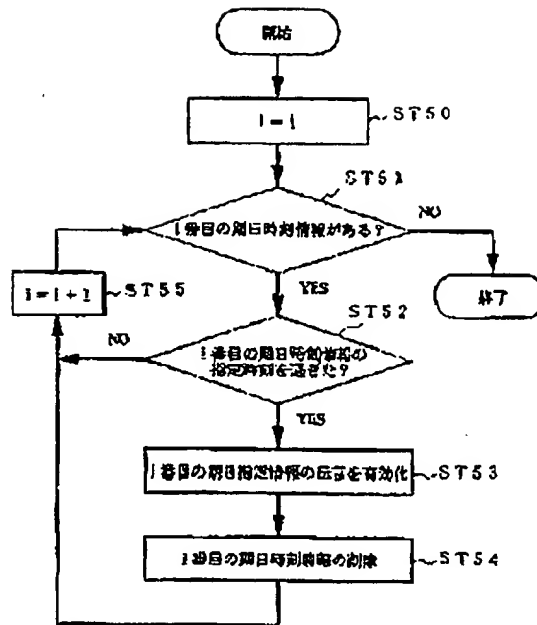 開始
i = 1
ST50
ST51
i番目の期日時刻情報がある?
NO
i = i + 1
ST55
YES
終了
ST52
NO
i番目の期日時刻情報の
指定時刻を過ぎた?
YES
i番目の期日指定情報の伝言を有効化
ST53
i番目の期日時刻情報の削除
ST54